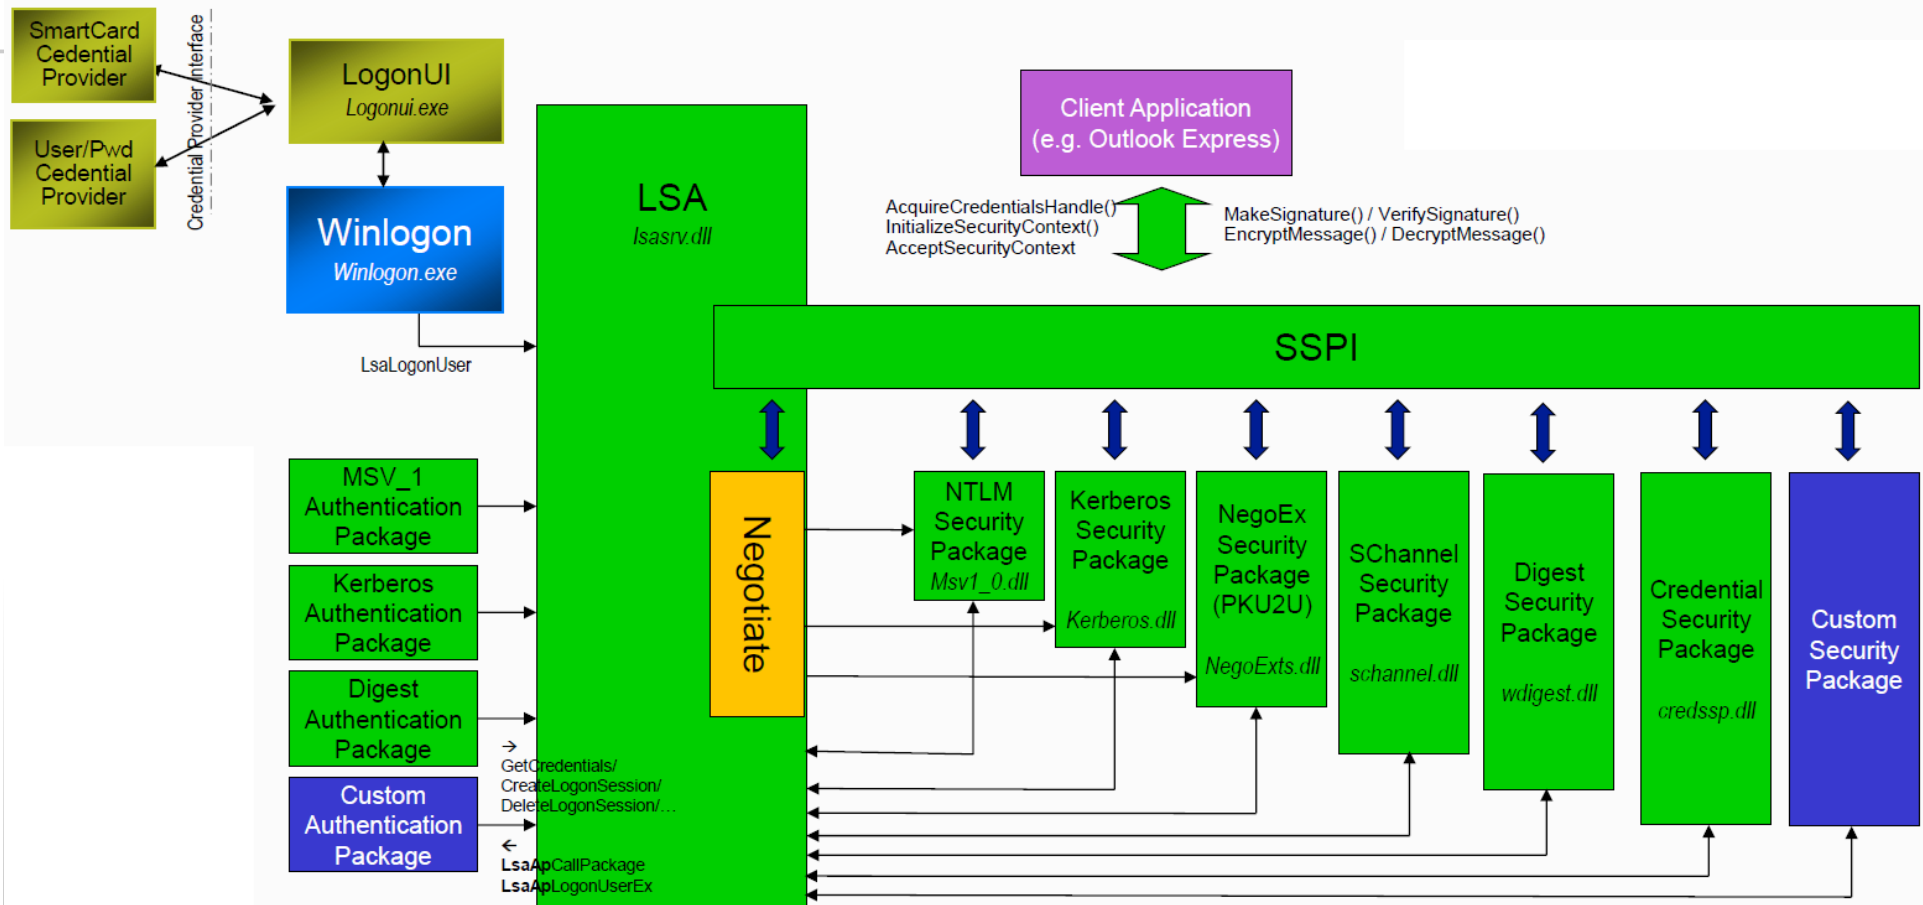 SmartCard
Cedential
Provider
User/Pwd
Cedential
Provider
Credential Provider Interface
LogonUI
Logonui.exe
Winlogon
Winlogon.exe
LsaLogonUser
LSA
lsasrv.dll
Client Application
(e.g. Outlook Express)
AcquireCredentialsHandle()
InitializeSecurityContext()
AcceptSecurityContext
MakeSignature() / VerifySignature()
EncryptMessage() / DecryptMessage()
SSPI
MSV_1
Authentication
Package
Kerberos
Authentication
Package
Digest
Authentication
Package
Custom
Authentication
Package
→
GetCredentials/
CreateLogonSession/
DeleteLogonSession/…
←
LsaApCallPackage
LsaApLogonUserEx
Negotiate
NTLM
Security
Package
Msv1_0.dll
Kerberos
Security
Package
Kerberos.dll
NegoEx
Security
Package
(PKU2U)
NegoExts.dll
SChannel
Security
Package
schannel.dll
Digest
Security
Package
wdigest.dll
Credential
Security
Package
credssp.dll
Custom
Security
Package